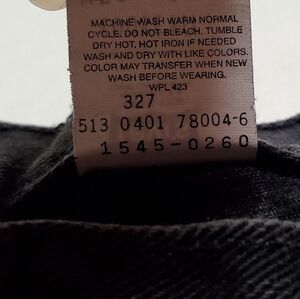 MACHINE WASH WARM NORMAL
CYCLE. DO NOT BLEACH. TUMBLE
DRY HOT. HOT IRON IF NEEDED
WASH AND DRY WITH LIKE COLORS.
COLOR MAY TRANSFER WHEN NEW
WASH BEFORE WEARING.
WPL 423
327
513 0401 78004-6
1545-0260